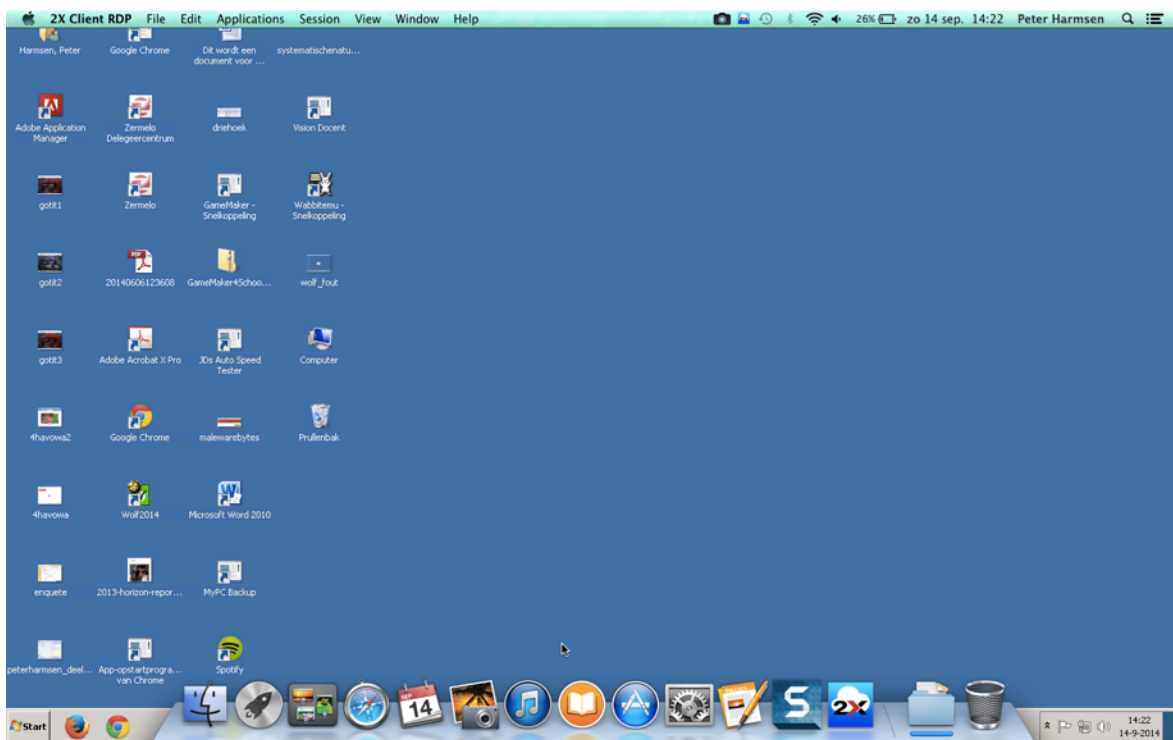 2X Client RDP File Edit Applications Session View Window Help 26% zo 14 sep. 14:22 Peter Harmsen
Harmsen, Peter
Google Chrome
Dit wordt een
document voor ...
systematischenatu...
Adobe Application
Manager
Zermelo
Delegeercentrum
driehoek
Vision Docent
gotit1
Zermelo
GameMaker -
Snelkoppeling
Wabbitemu -
Snelkoppeling
gotit2
PDF
20140606123608
GameMaker4Schoo...
wolf_fout
gotit3
Adobe Acrobat X Pro
JDs Auto Speed
Tester
Computer
4havowa2
Google Chrome
malewarebytes
Prullenbak
4havowa
Wolf2014
Microsoft Word 2010
enquete
2013-horizon-repor...
MyPC Backup
peterharmsen_deel...
App-opstartprogra...
van Chrome
Spotify
Start
SEP
14
PAGES
S
2X
14:22
14-9-2014